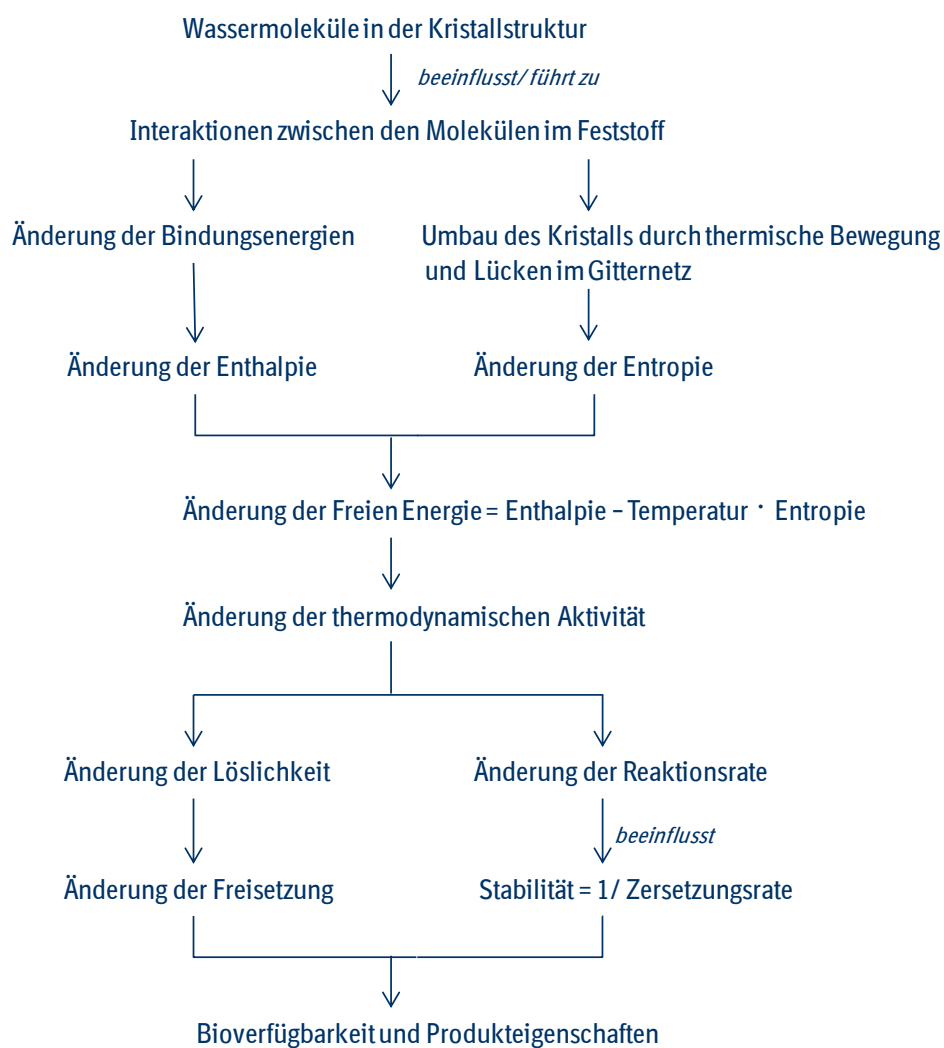 Wassermoleküle in der Kristallstruktur
beeinflusst/ führt zu
Interaktionen zwischen den Molekülen im Feststoff
Änderung der Bindungsenergien
Umbau des Kristalls durch thermische Bewegung
und Lücken im Gitternetz
Änderung der Enthalpie
Änderung der Entropie
Änderung der Freien Energie = Enthalpie – Temperatur · Entropie
Änderung der thermodynamischen Aktivität
Änderung der Löslichkeit
Änderung der Reaktionsrate
beeinflusst
Änderung der Freisetzung
Stabilität = 1/ Zersetzungsrate
Bioverfügbarkeit und Produkteigenschaften